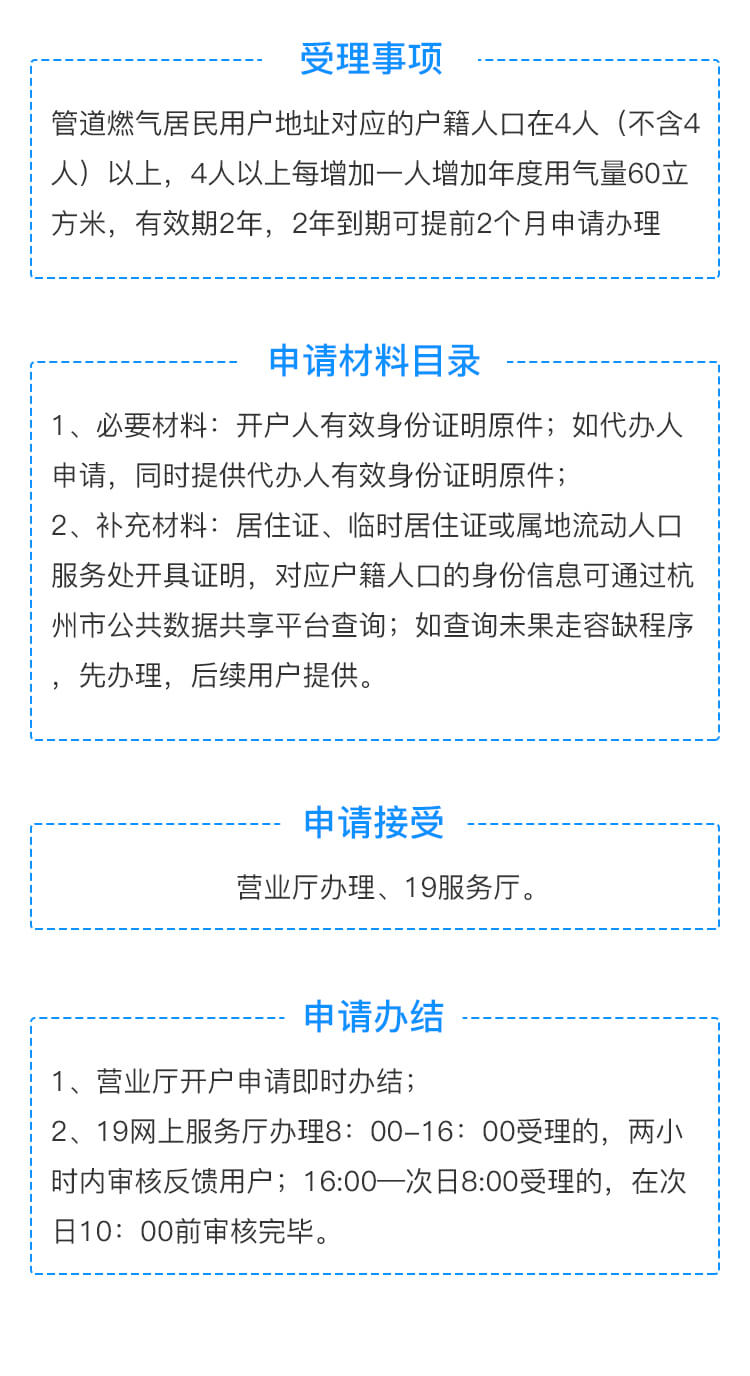 受理事项
管道燃气居民用户地址对应的户籍人口在4人（不含4
人）以上，4人以上每增加一人增加年度用气量60立
方米，有效期2年，2年到期可提前2个月申请办理
申请材料目录
1、必要材料：开户人有效身份证明原件；如代办人
申请，同时提供代办人有效身份证明原件；
2、补充材料：居住证、临时居住证或属地流动人口
服务处开具证明，对应户籍人口的身份信息可通过杭
州市公共数据共享平台查询；如查询未果走容缺程序
，先办理，后续用户提供。
申请接受
营业厅办理、19服务厅。
申请办结
1、营业厅开户申请即时办结；
2、19网上服务厅办理8：00-16：00受理的，两小
时内审核反馈用户；16:00—次日8:00受理的，在次
日10：00前审核完毕。